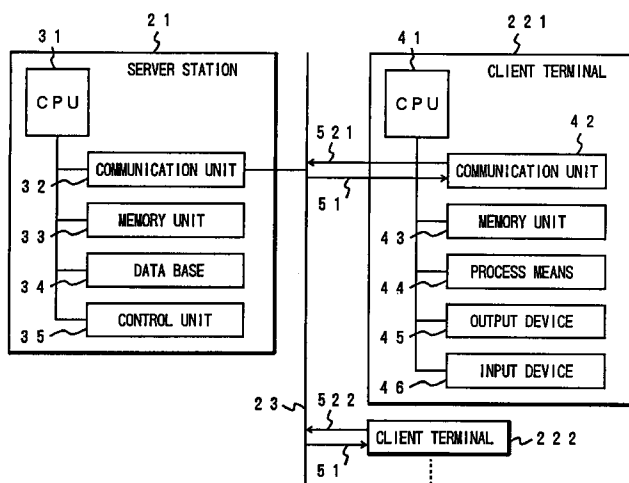 31
21
SERVER STATION
CPU
COMMUNICATION UNIT
32
MEMORY UNIT
33
DATA BASE
34
CONTROL UNIT
35
23
41
221
CLIENT TERMINAL
CPU
521
42
COMMUNICATION UNIT
51
MEMORY UNIT
43
PROCESS MEANS
44
OUTPUT DEVICE
45
INPUT DEVICE
46
522
CLIENT TERMINAL
222
51